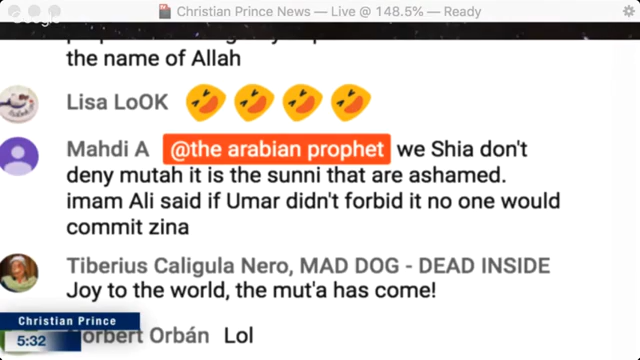 Christian Prince News — Live @ 148.5% — Ready
Google
the name of Allah
Lisa LoOK
Mahdi A @the arabian prophet we Shia don't
deny mutah it is the sunni that are ashamed.
imam Ali said if Umar didn't forbid it no one would
commit zina
Tiberius Caligula Nero, MAD DOG - DEAD INSIDE
Joy to the world, the mut'a has come!
Christian Prince
5:32
Norbert Orbán Lol